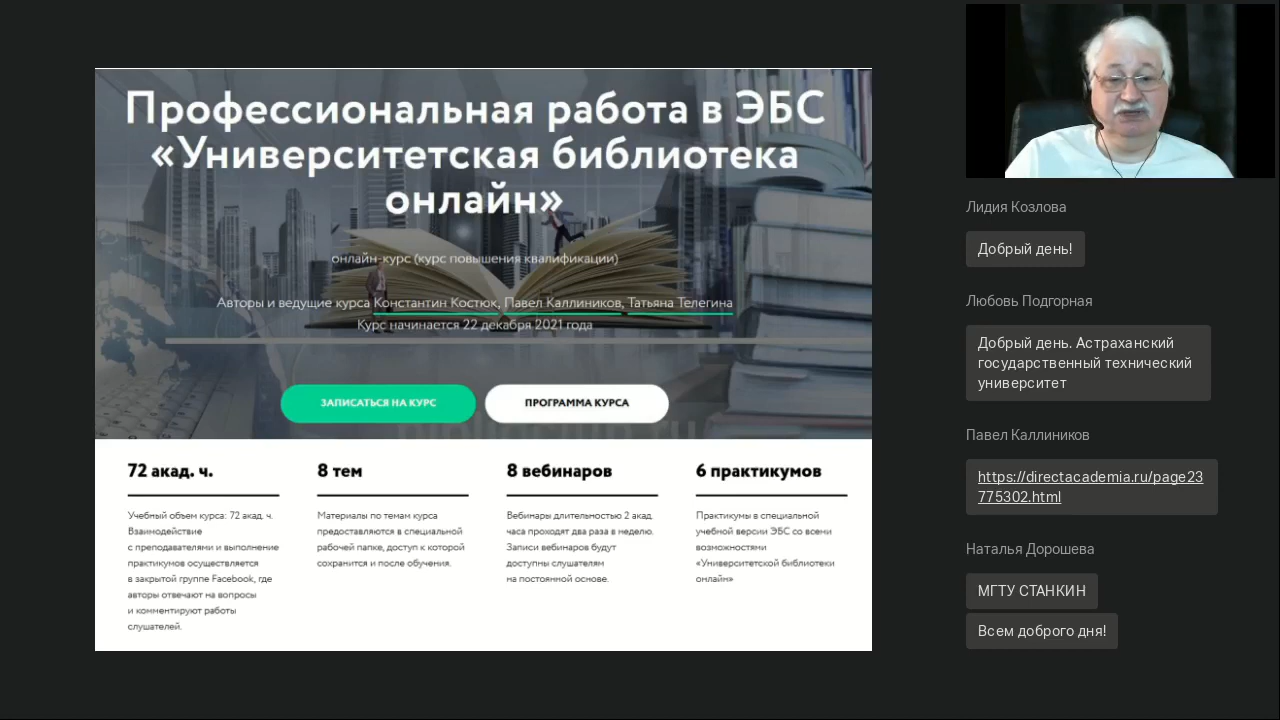 Профессиональная работа в ЭБС
«Университетская библиотека
онлайн»
онлайн-курс (курс повышения квалификации)
Авторы и ведущие курса Константин Костюк, Павел Каллиников, Татьяна Телегина
Курс начинается 22 декабря 2021 года
ЗАПИСАТЬСЯ НА КУРС
ПРОГРАММА КУРСА
72 акад. ч.
Учебный объем курса: 72 акад. ч.
Взаимодействие
с преподавателями и выполнение
практикумов осуществляется
в закрытой группе Facebook, где
авторы отвечают на вопросы
и комментируют работы
слушателей.
8 тем
Материалы по темам курса
предоставляются в специальной
рабочей папке, доступ к которой
сохранится и после обучения.
8 вебинаров
Вебинары длительностью 2 акад.
часа проходят два раза в неделю.
Записи вебинаров будут
доступны слушателям
на постоянной основе.
6 практикумов
Практикумы в специальной
учебной версии ЭБС со всеми
возможностями
«Университетской библиотеки
онлайн»
Лидия Козлова
Добрый день!
Любовь Подгорная
Добрый день. Астраханский
государственный технический
университет
Павел Каллиников
https://directacademia.ru/page23
775302.html
Наталья Дорошева
МГТУ СТАНКИН
Всем доброго дня!